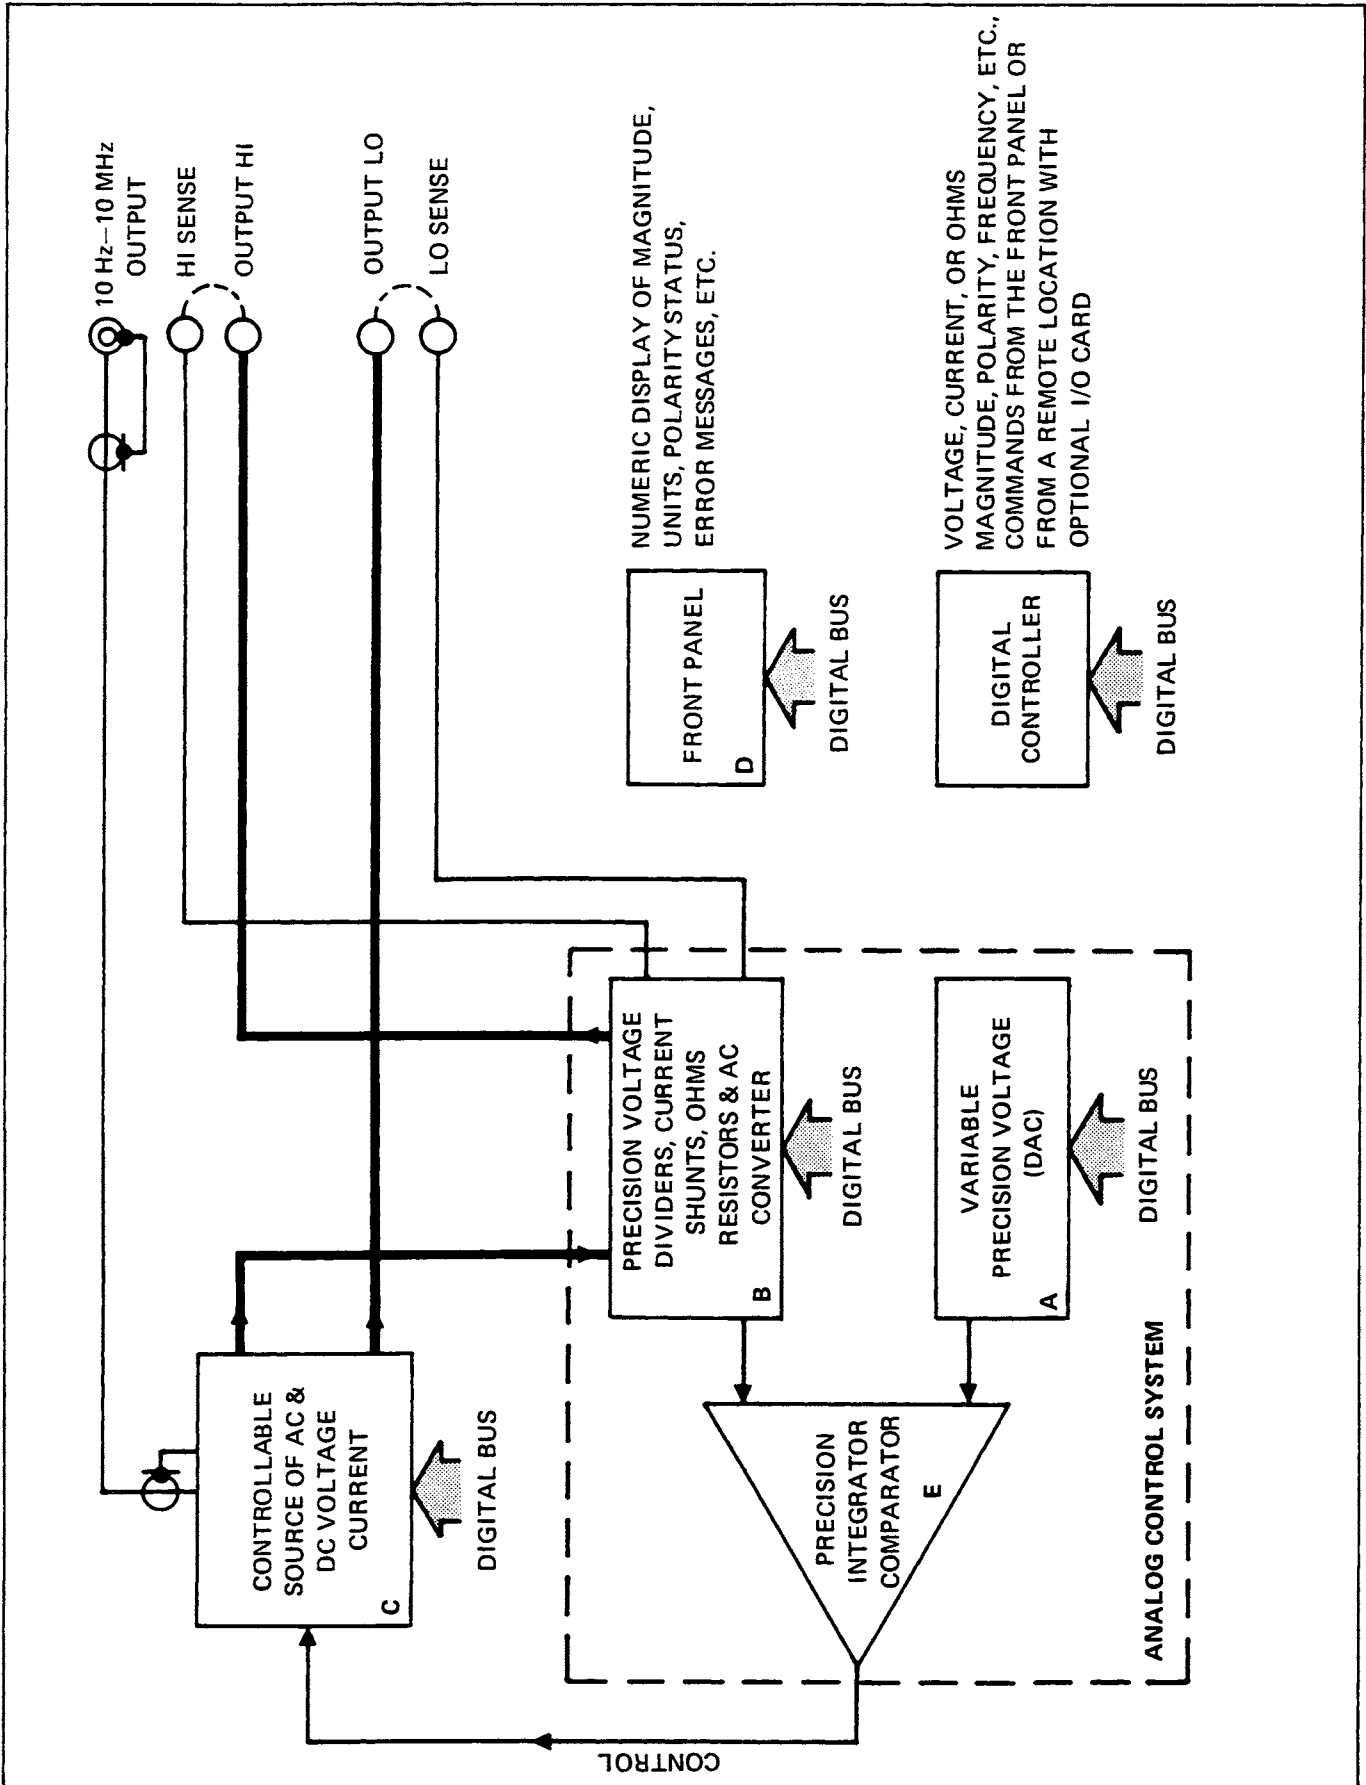 10 Hz–10 MHz
OUTPUT
HI SENSE
OUTPUT HI
OUTPUT LO
LO SENSE
CONTROLLABLE
SOURCE OF AC &
DC VOLTAGE
CURRENT
C
DIGITAL BUS
CONTROL
PRECISION VOLTAGE
DIVIDERS, CURRENT
SHUNTS, OHMS
RESISTORS & AC
CONVERTER
B
DIGITAL BUS
FRONT PANEL
D
DIGITAL BUS
NUMERIC DISPLAY OF MAGNITUDE,
UNITS, POLARITY STATUS,
ERROR MESSAGES, ETC.
PRECISION
INTEGRATOR
COMPARATOR
E
VARIABLE
PRECISION VOLTAGE
(DAC)
A
DIGITAL BUS
DIGITAL
CONTROLLER
DIGITAL BUS
VOLTAGE, CURRENT, OR OHMS
MAGNITUDE, POLARITY, FREQUENCY, ETC.,
COMMANDS FROM THE FRONT PANEL OR
FROM A REMOTE LOCATION WITH
OPTIONAL I/O CARD
ANALOG CONTROL SYSTEM